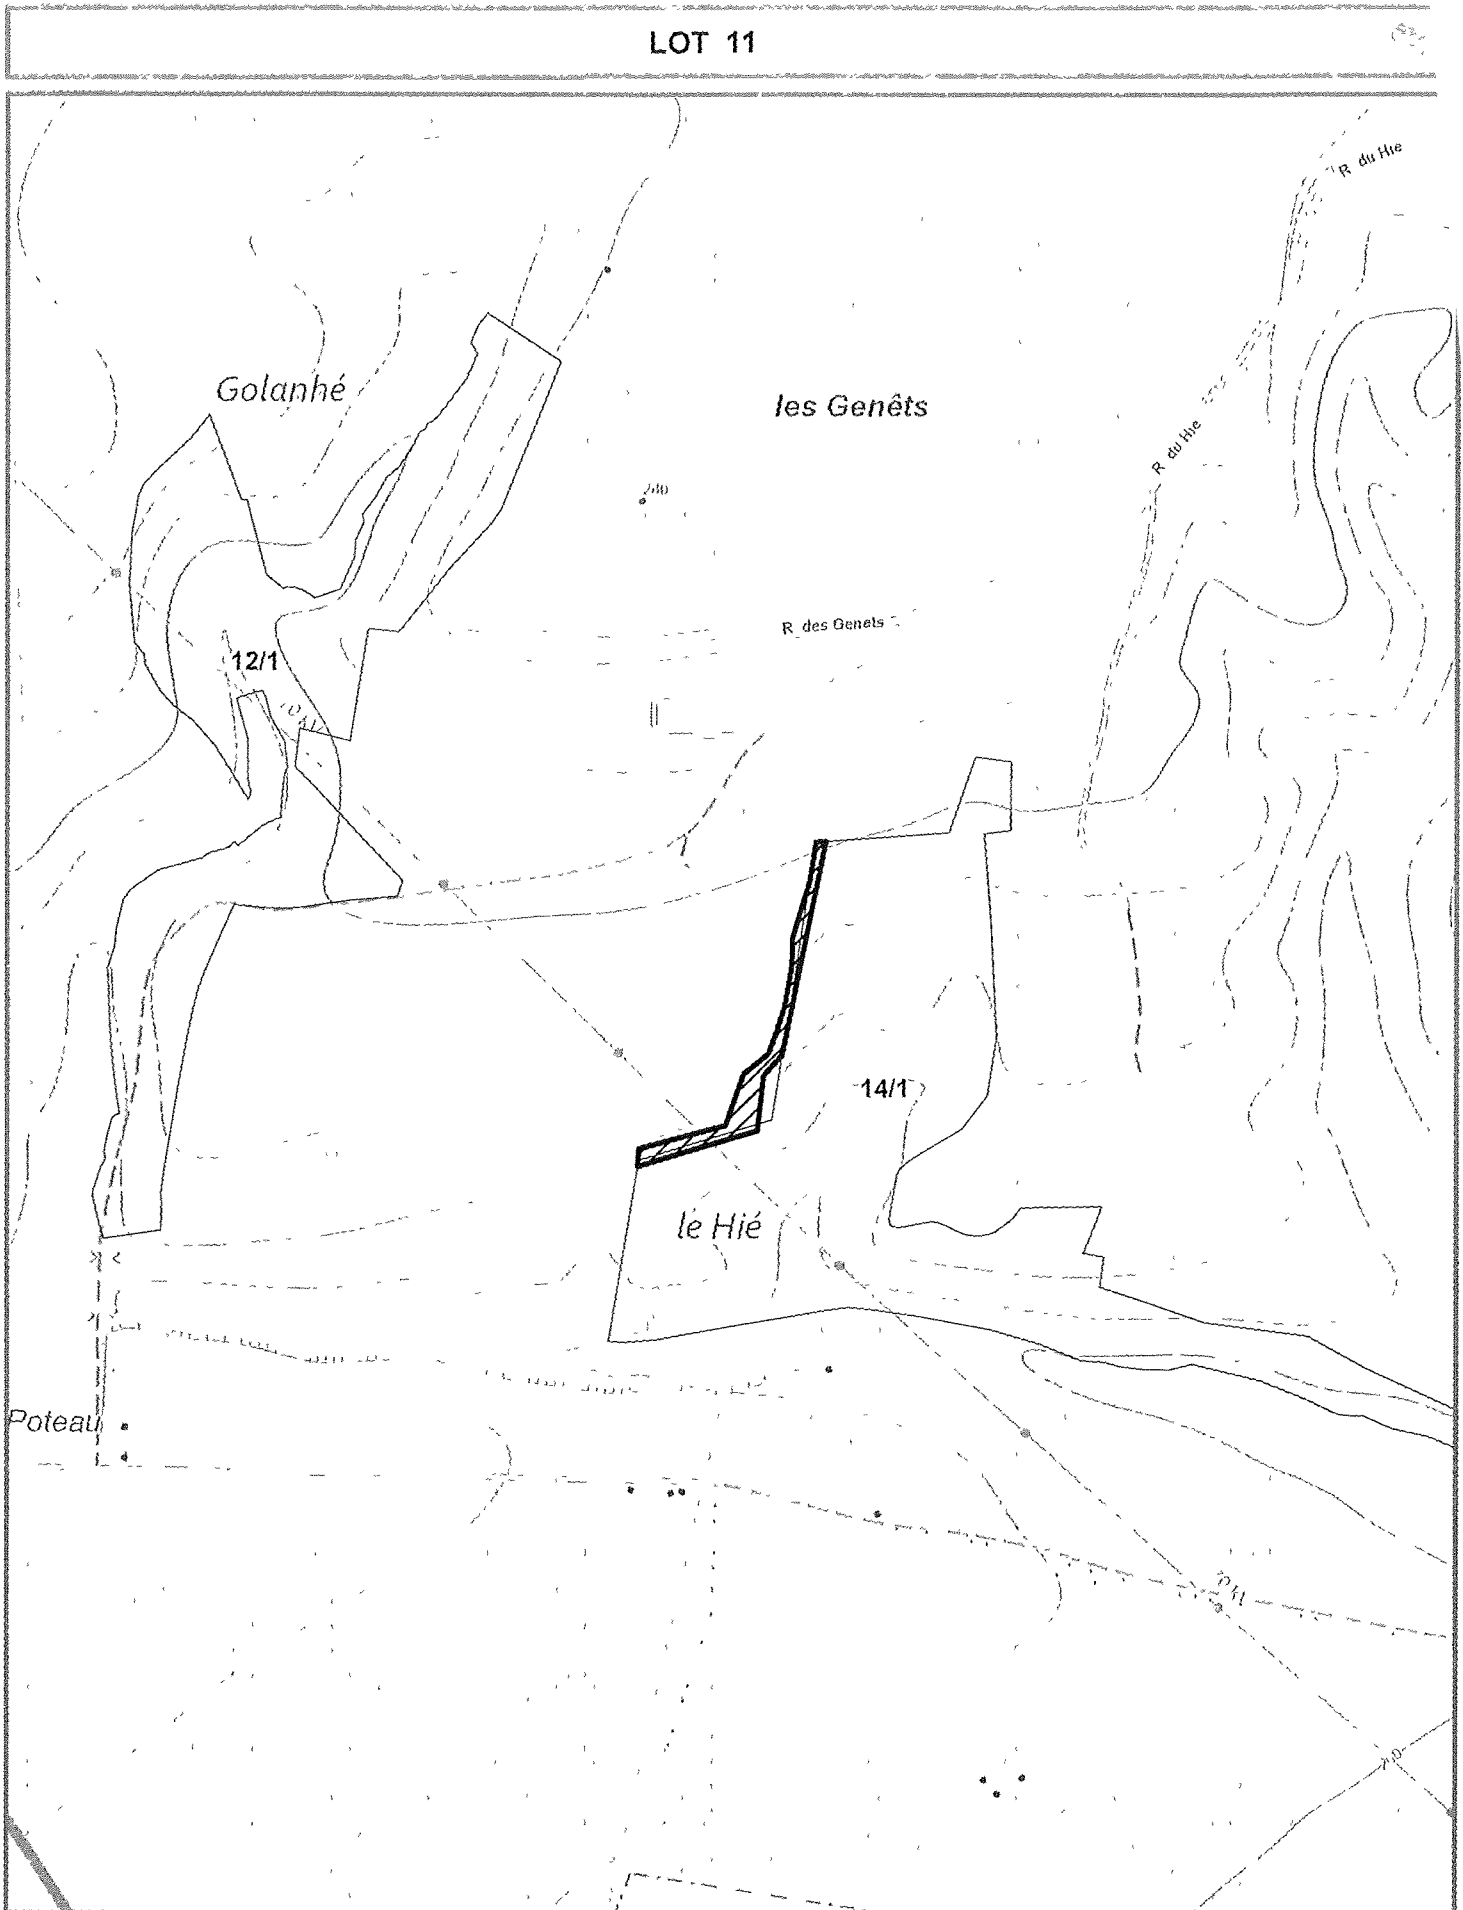 LOT 11
R du Hie
Golanhé
les Genêts
R du Hie
R des Genets
12/1
14/1
le Hié
Poteau